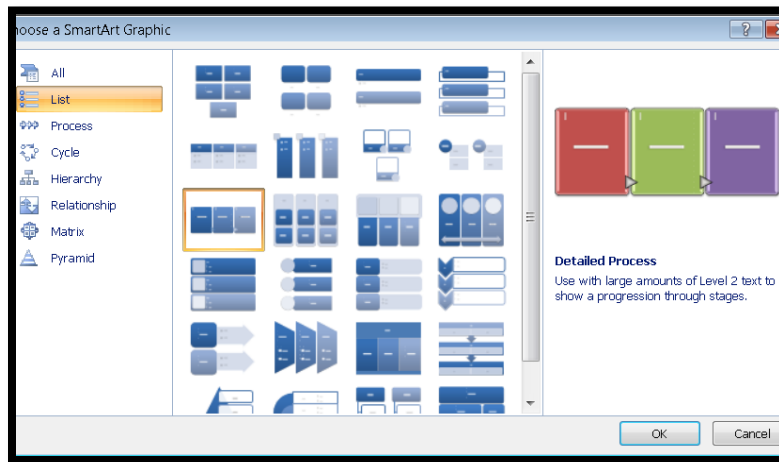 hoose a SmartArt Graphic
All
List
Process
Cycle
Hierarchy
Relationship
Matrix
Pyramid
Detailed Process
Use with large amounts of Level 2 text to
show a progression through stages.
OK
Cancel